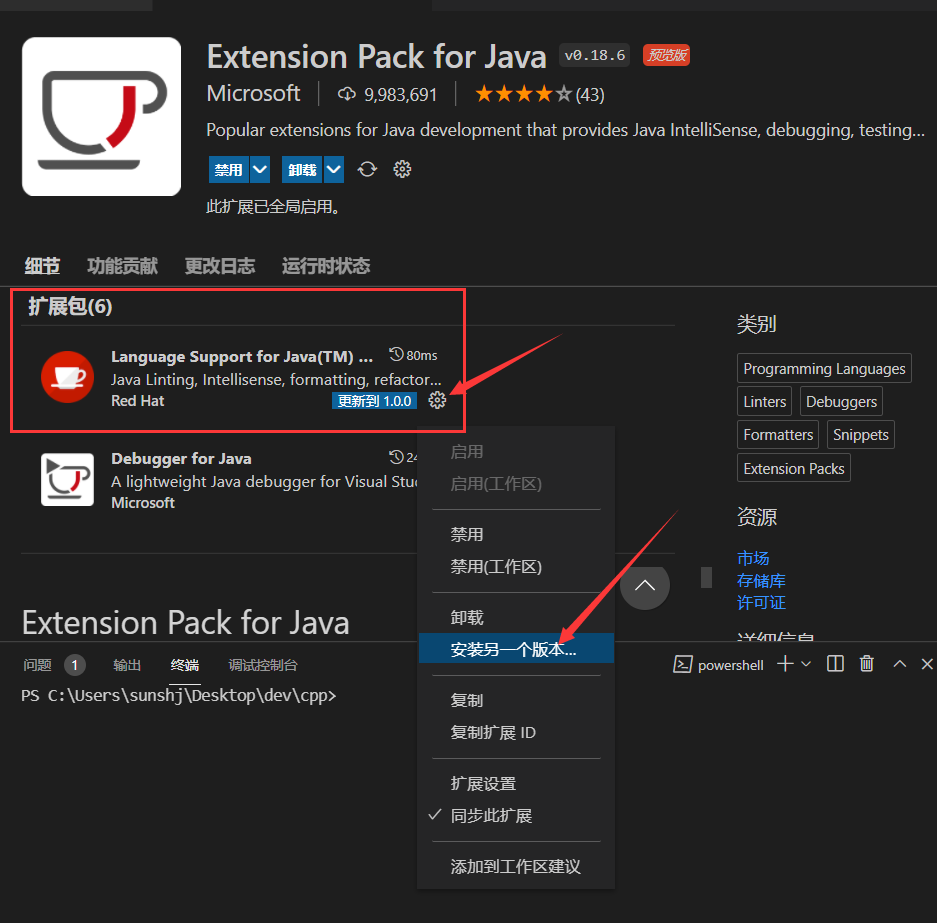 Extension Pack for Java v0.18.6 预览版
Microsoft 9,983,691 (43)
Popular extensions for Java development that provides Java IntelliSense, debugging, testing...
禁用 卸载
此扩展已全局启用。
细节 功能贡献 更改日志 运行时状态
扩展包(6)
Language Support for Java(TM) ... 80ms
Java Linting, Intellisense, formatting, refactor...
Red Hat 更新到 1.0.0
Debugger for Java 24
A lightweight Java debugger for Visual
Microsoft
Extension Pack for Java
类别
Programming Languages
Linters Debuggers
Formatters Snippets
Extension Packs
资源
市场
存储库
许可证
详细信息
启用
启用(工作区)
禁用
禁用(工作区)
卸载
安装另一个版本...
复制
复制扩展 ID
扩展设置
同步此扩展
添加到工作区建议
问题 1 输出 终端 调试控制台 powershell
PS C:\Users\sunshj\Desktop\dev\cpp>